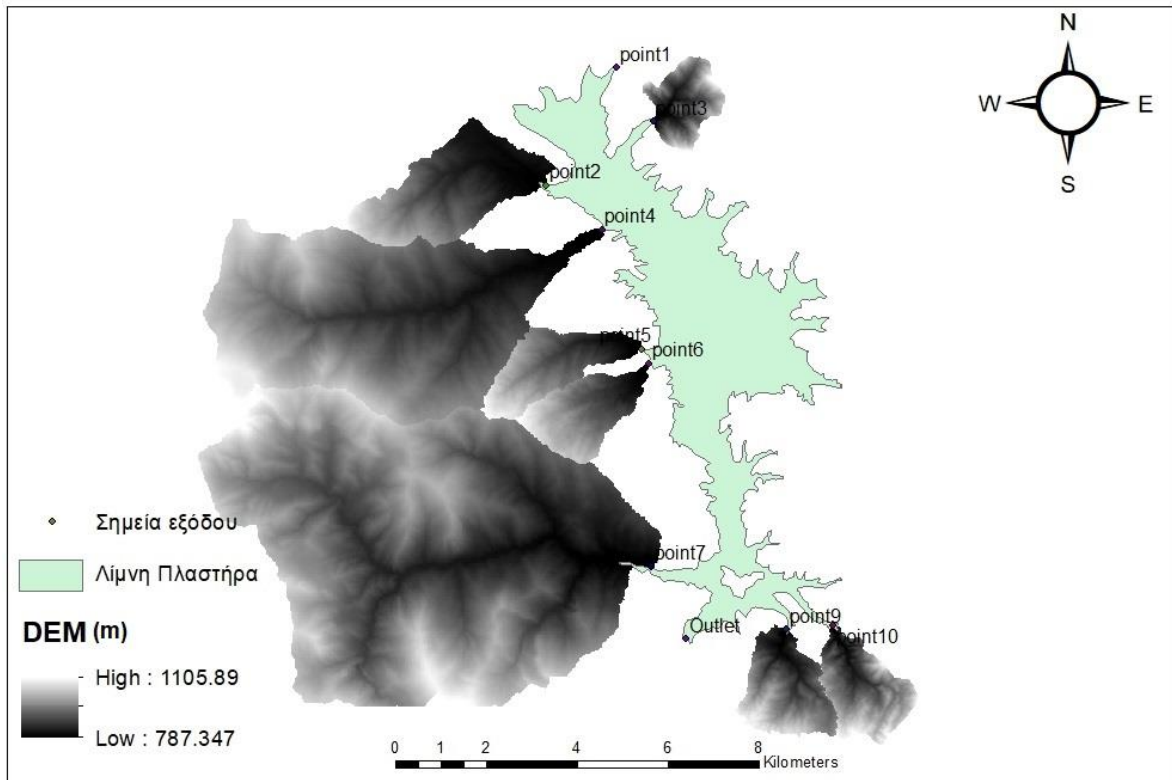 N
W E
S
point1
point3
point2
point4
point5
point6
point7
Outlet
point9
point10
Σημεία εξόδου
Λίμνη Πλαστήρα
DEM (m)
High : 1105.89
Low : 787.347
0 1 2 4 6 8
Kilometers